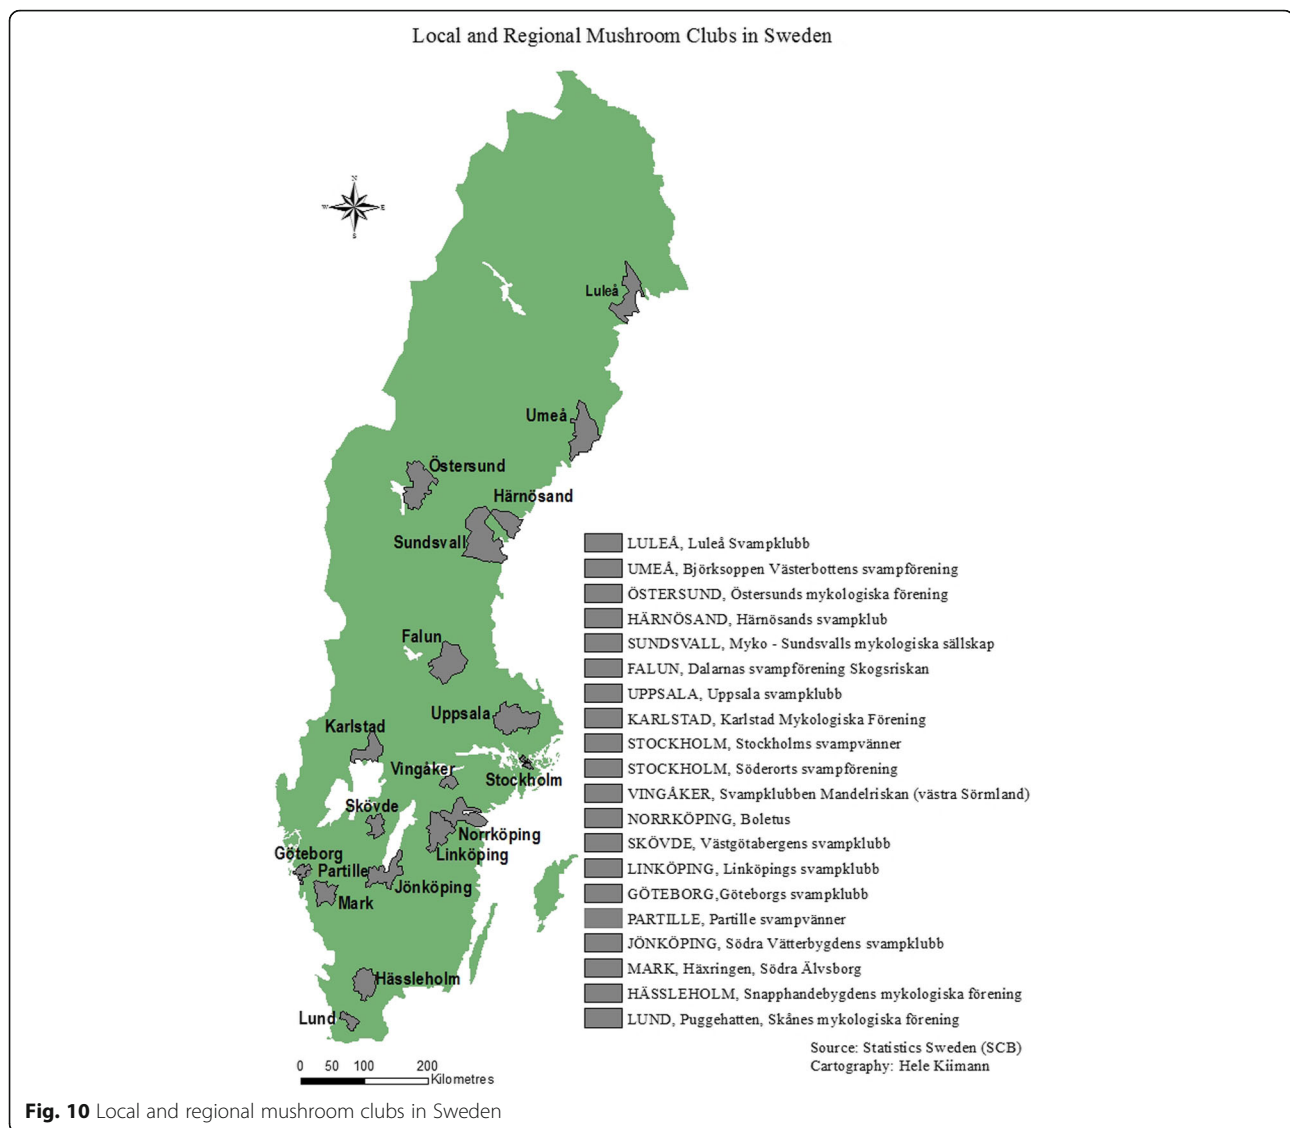 Local and Regional Mushroom Clubs in Sweden
N
W E
S
Luleå
Umeå
Östersund
Härnösand
Sundsvall
Falun
Uppsala
Karlstad
Vingåker
Stockholm
Skövde
Norrköping
Linköping
Göteborg
Partille
Jönköping
Mark
Hässleholm
Lund
LULEÅ, Luleå Svampklubb
UMEÅ, Björksoppen Västerbottens svampförening
ÖSTERSUND, Östersunds mykologiska förening
HÄRNÖSAND, Härnösands svampklub
SUNDSVALL, Myko - Sundsvalls mykologiska sällskap
FALUN, Dalarnas svampförening Skogsriskan
UPPSALA, Uppsala svampklubb
KARLSTAD, Karlstad Mykologiska Förening
STOCKHOLM, Stockholms svampvänner
STOCKHOLM, Söderorts svampförening
VINGÅKER, Svampklubben Mandelriskan (västra Sörmland)
NORRKÖPING, Boletus
SKÖVDE, Västgötabergens svampklubb
LINKÖPING, Linköpings svampklubb
GÖTEBORG,Göteborgs svampklubb
PARTILLE, Partille svampvänner
JÖNKÖPING, Södra Vätterbygdens svampklubb
MARK, Häxringen, Södra Älvsborg
HÄSSLEHOLM, Snapphandebygdens mykologiska förening
LUND, Puggehatten, Skånes mykologiska förening
Source: Statistics Sweden (SCB)
Cartography: Hele Kiimann
0 50 100 200
Kilometres
Fig. 10 Local and regional mushroom clubs in Sweden